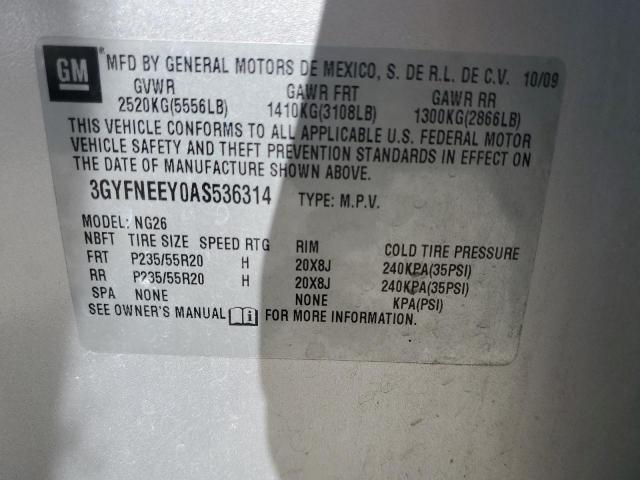 GM
MFD BY GENERAL MOTORS DE MEXICO, S. DE R.L. DE C.V. 10/09
GVWR GAWR FRT GAWR RR
2520KG(5556LB) 1410KG(3108LB) 1300KG(2866LB)
THIS VEHICLE CONFORMS TO ALL APPLICABLE U.S. FEDERAL MOTOR
VEHICLE SAFETY AND THEFT PREVENTION STANDARDS IN EFFECT ON
THE DATE OF MANUFACTURE SHOWN ABOVE.
3GYFNEEY0AS536314 TYPE: M.P.V.
MODEL: NG26
NBFT TIRE SIZE SPEED RTG RIM COLD TIRE PRESSURE
FRT P235/55R20 H 20X8J 240KPA(35PSI)
RR P235/55R20 H 20X8J 240KPA(35PSI)
SPA NONE NONE KPA(PSI)
SEE OWNER'S MANUAL i FOR MORE INFORMATION.